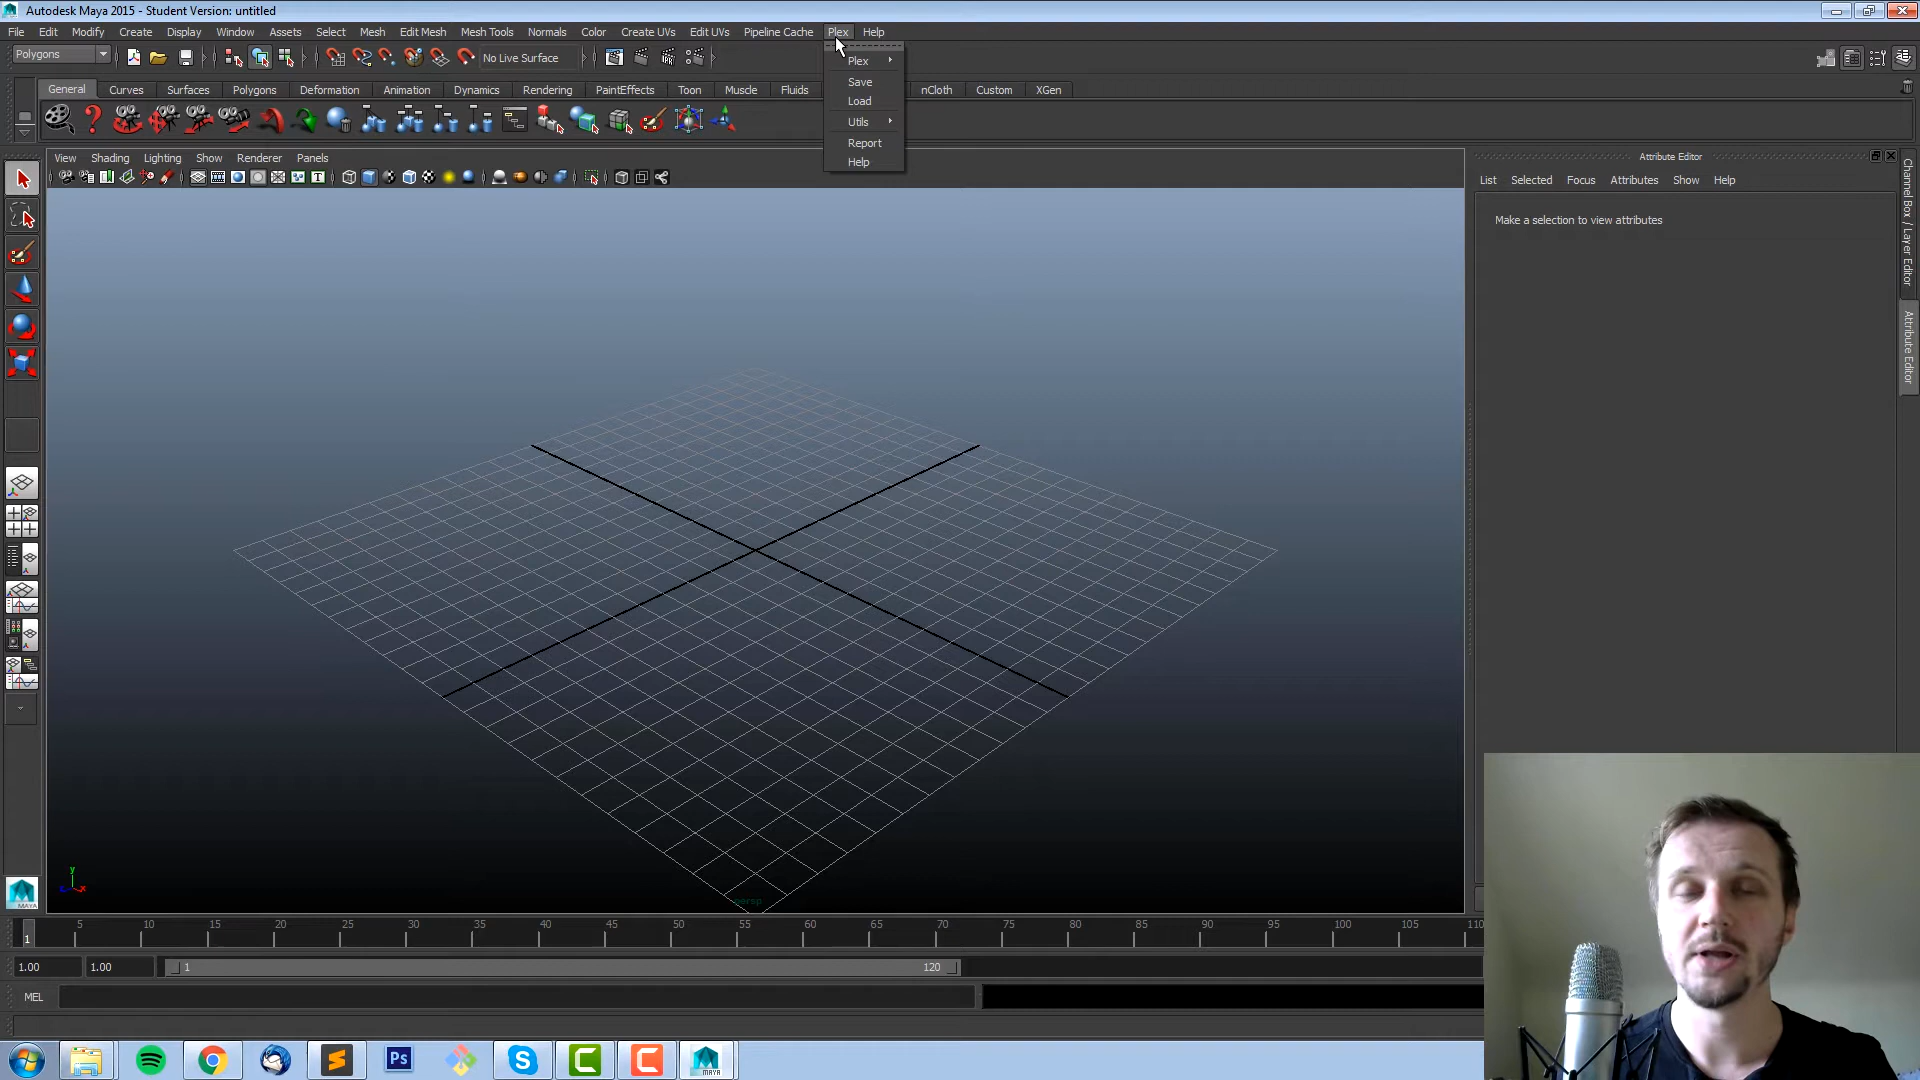 Autodesk Maya 2015 - Student Version: untitled
File Edit Modify Create Display Window Assets Select Mesh Edit Mesh Mesh Tools Normals Color Create UVs Edit UVs Pipeline Cache Plex Help
Polygons
No Live Surface
Plex
Save
Load
Utils
Report
Help
General Curves Surfaces Polygons Deformation Animation Dynamics Rendering PaintEffects Toon Muscle Fluids nCloth Custom XGen
View Shading Lighting Show Renderer Panels
Attribute Editor
List Selected Focus Attributes Show Help
Make a selection to view attributes
Channel Box / Layer Editor
Attribute Editor
y
x
persp
MAYA
1 5 10 15 20 25 30 35 40 45 50 55 60 65 70 75 80 85 90 95 100 105 110
1.00 1.00 1 120
MEL
Ps
MAYA